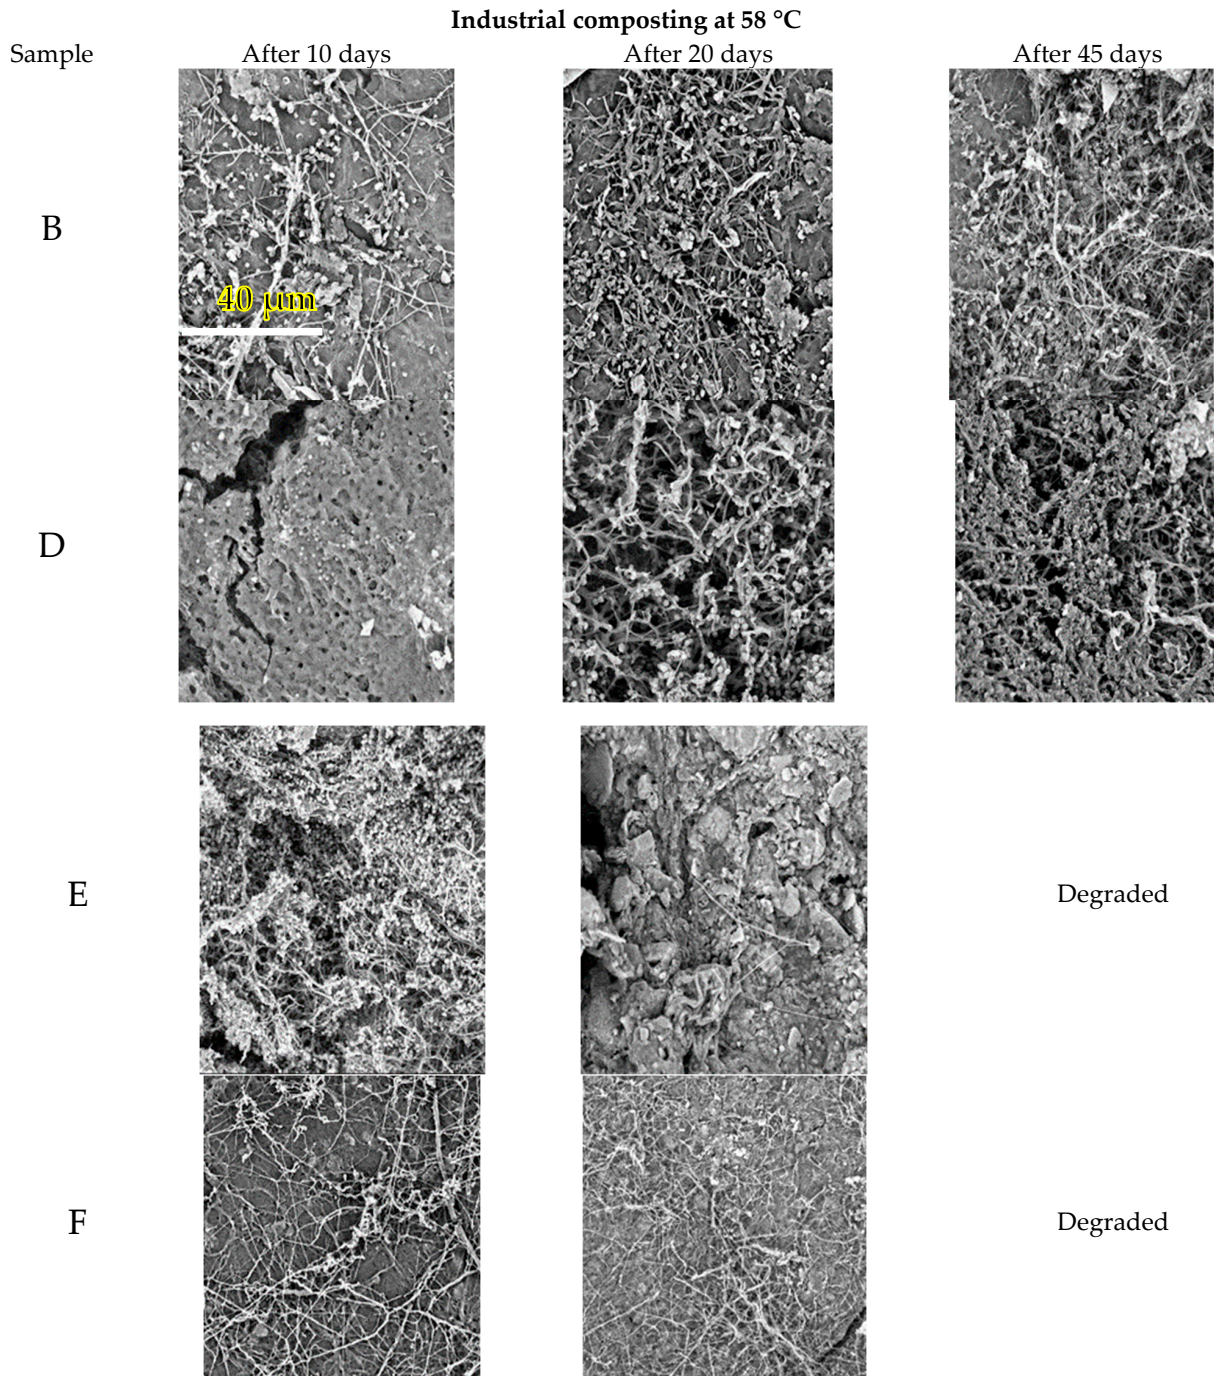 Industrial composting at 58 °C
Sample After 10 days After 20 days After 45 days
B
40 μm
D
E Degraded
F Degraded